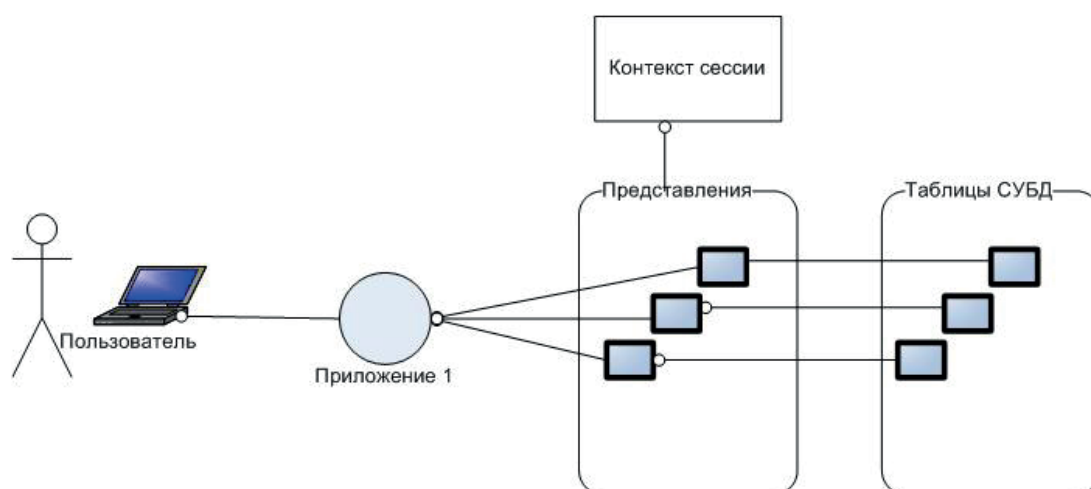 Контекст сессии
Представления
Таблицы СУБД
Пользователь
Приложение 1